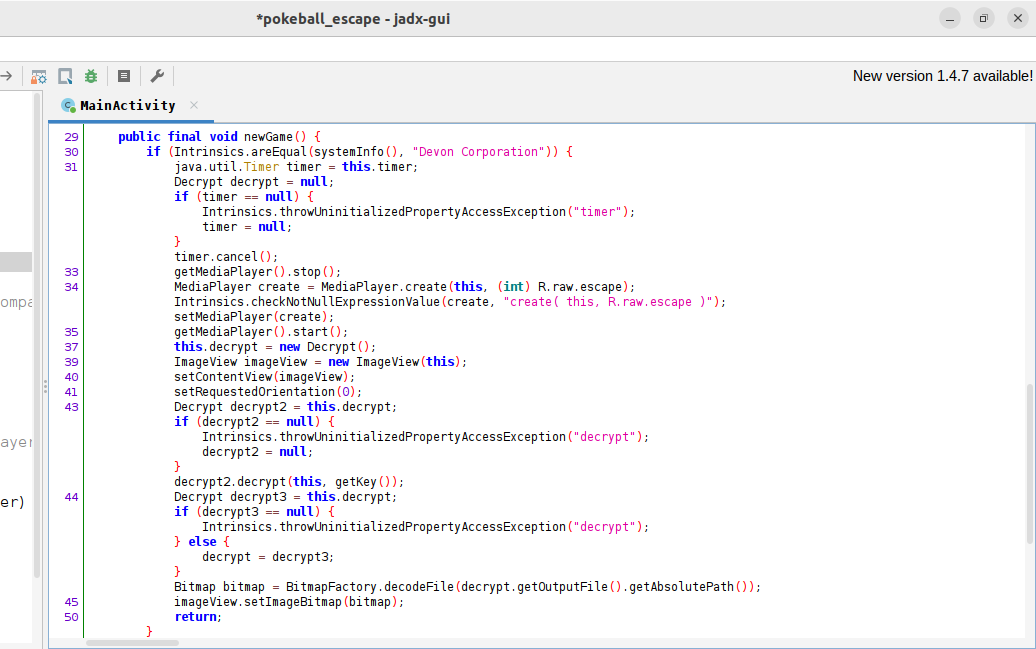 *pokeball_escape - jadx-gui
New version 1.4.7 available!
MainActivity
29 public final void newGame() {
30 if (Intrinsics.areEqual(systemInfo(), "Devon Corporation")) {
31 java.util.Timer timer = this.timer;
Decrypt decrypt = null;
if (timer == null) {
Intrinsics.throwUninitializedPropertyAccessException("timer");
timer = null;
}
timer.cancel();
33 getMediaPlayer().stop();
34 MediaPlayer create = MediaPlayer.create(this, (int) R.raw.escape);
ompa
Intrinsics.checkNotNullExpressionValue(create, "create( this, R.raw.escape )");
setMediaPlayer(create);
35 getMediaPlayer().start();
37 this.decrypt = new Decrypt();
39 ImageView imageView = new ImageView(this);
40 setContentView(imageView);
41 setRequestedOrientation(0);
43 Decrypt decrypt2 = this.decrypt;
if (decrypt2 == null) {
Intrinsics.throwUninitializedPropertyAccessException("decrypt");
ayer
decrypt2 = null;
}
decrypt2.decrypt(this, getKey());
44 Decrypt decrypt3 = this.decrypt;
er)
if (decrypt3 == null) {
Intrinsics.throwUninitializedPropertyAccessException("decrypt");
} else {
decrypt = decrypt3;
}
Bitmap bitmap = BitmapFactory.decodeFile(decrypt.getOutputFile().getAbsolutePath());
45 imageView.setImageBitmap(bitmap);
50 return;
}